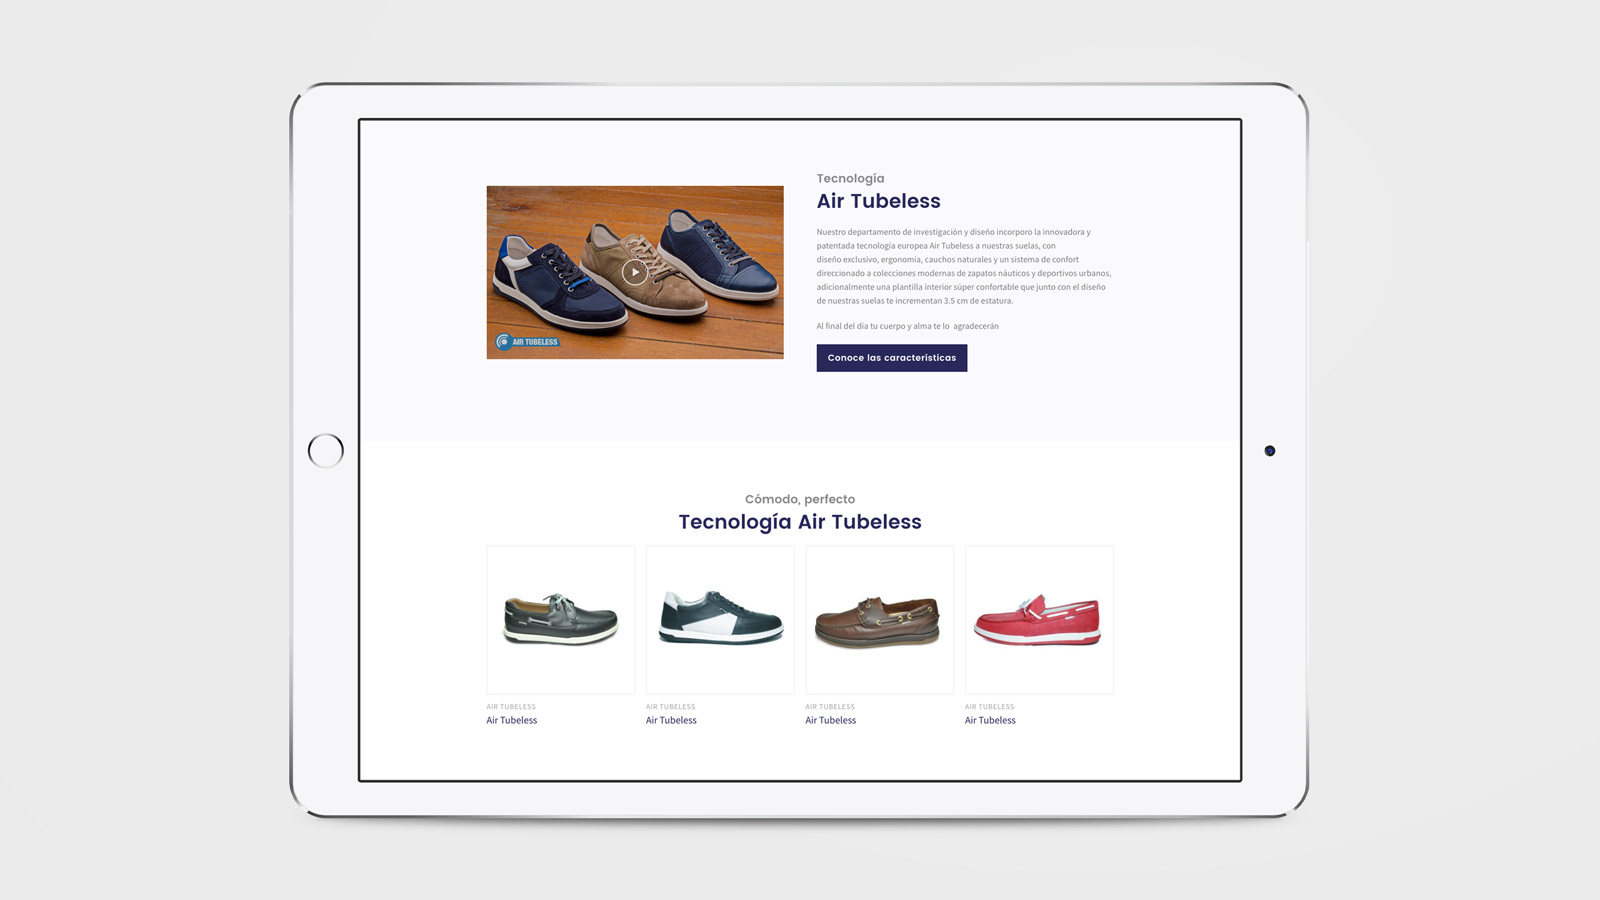 AIR TUBELESS
Tecnología
Air Tubeless
Nuestro departamento de investigación y diseño incorporo la innovadora y
patentada tecnología europea Air Tubeless a nuestras suelas, con
diseño exclusivo, ergonomía, cauchos naturales y un sistema de confort
direccionado a colecciones modernas de zapatos náuticos y deportivos urbanos,
adicionalmente una plantilla interior súper confortable que junto con el diseño
de nuestras suelas te incrementan 3.5 cm de estatura.
Al final del día tu cuerpo y alma te lo agradecerán
Conoce las características
Cómodo, perfecto
Tecnología Air Tubeless
AIR TUBELESS
Air Tubeless
AIR TUBELESS
Air Tubeless
AIR TUBELESS
Air Tubeless
AIR TUBELESS
Air Tubeless